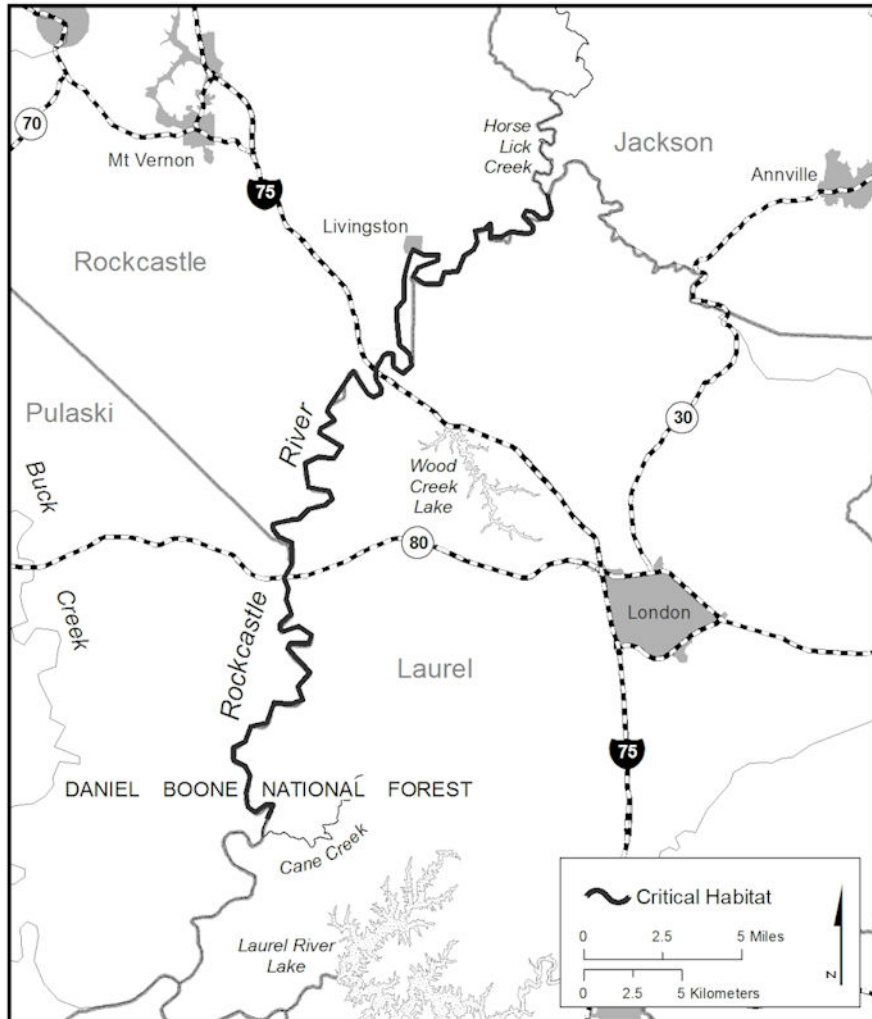 70
Mt Vernon
75
Horse
Lick
Creek
Jackson
Annville
Livingston
Rockcastle
Pulaski
River
30
Buck
Creek
Wood
Creek
Lake
80
London
Rockcastle
Laurel
75
DANIEL BOONE NATIONAL FOREST
Cane Creek
Laurel River
Lake
Critical Habitat
0 2.5 5 Miles
0 2.5 5 Kilometers
N